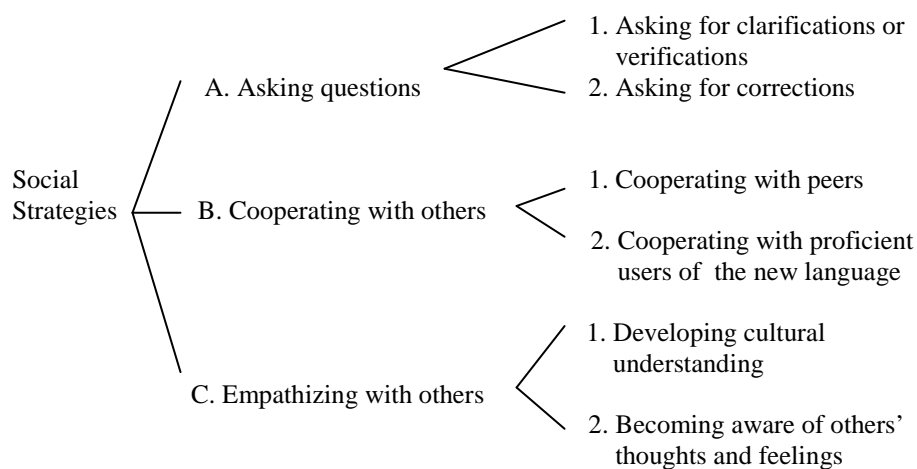 1. Asking for clarifications or
verifications
A. Asking questions
2. Asking for corrections
Social
Strategies
1. Cooperating with peers
B. Cooperating with others
2. Cooperating with proficient
users of the new language
1. Developing cultural
understanding
C. Empathizing with others
2. Becoming aware of others’
thoughts and feelings